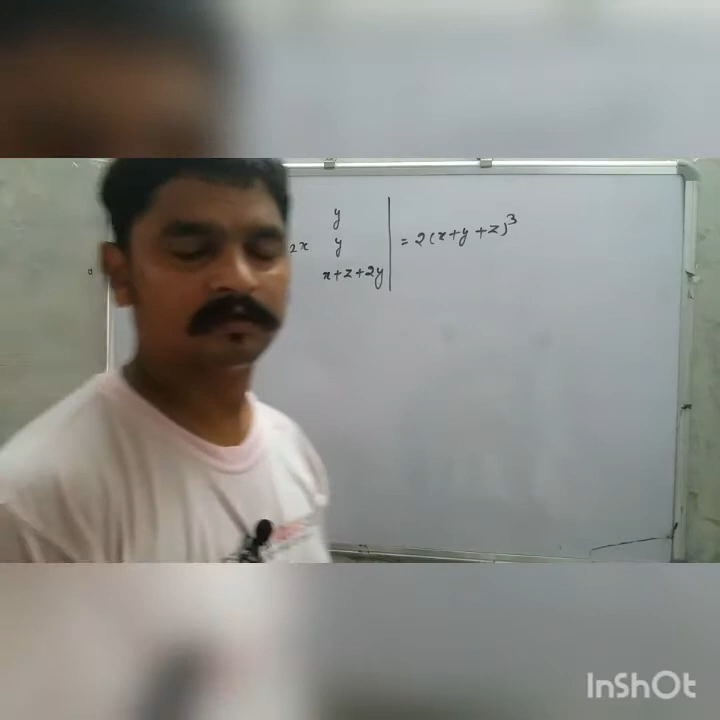 y
2x y = 2(x+y+z)^3
x+z+2y
InShOt